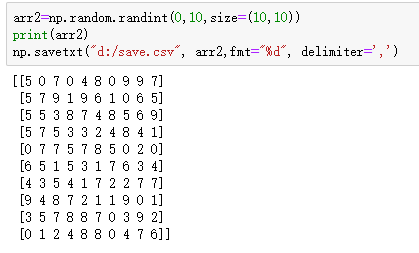 arr2=np.random.randint(0,10,size=(10,10))
print(arr2)
np.savetxt("d:/save.csv", arr2,fmt="%d", delimiter=',')
[[5 0 7 0 4 8 0 9 9 7]
[5 7 9 1 9 6 1 0 6 5]
[5 5 3 8 7 4 8 5 6 9]
[5 7 5 3 3 2 4 8 4 1]
[0 7 7 5 7 8 5 0 2 0]
[6 5 1 5 3 1 7 6 3 4]
[4 3 5 4 1 7 2 2 7 7]
[9 4 8 7 2 1 1 9 0 1]
[3 5 7 8 8 7 0 3 9 2]
[0 1 2 4 8 8 0 4 7 6]]